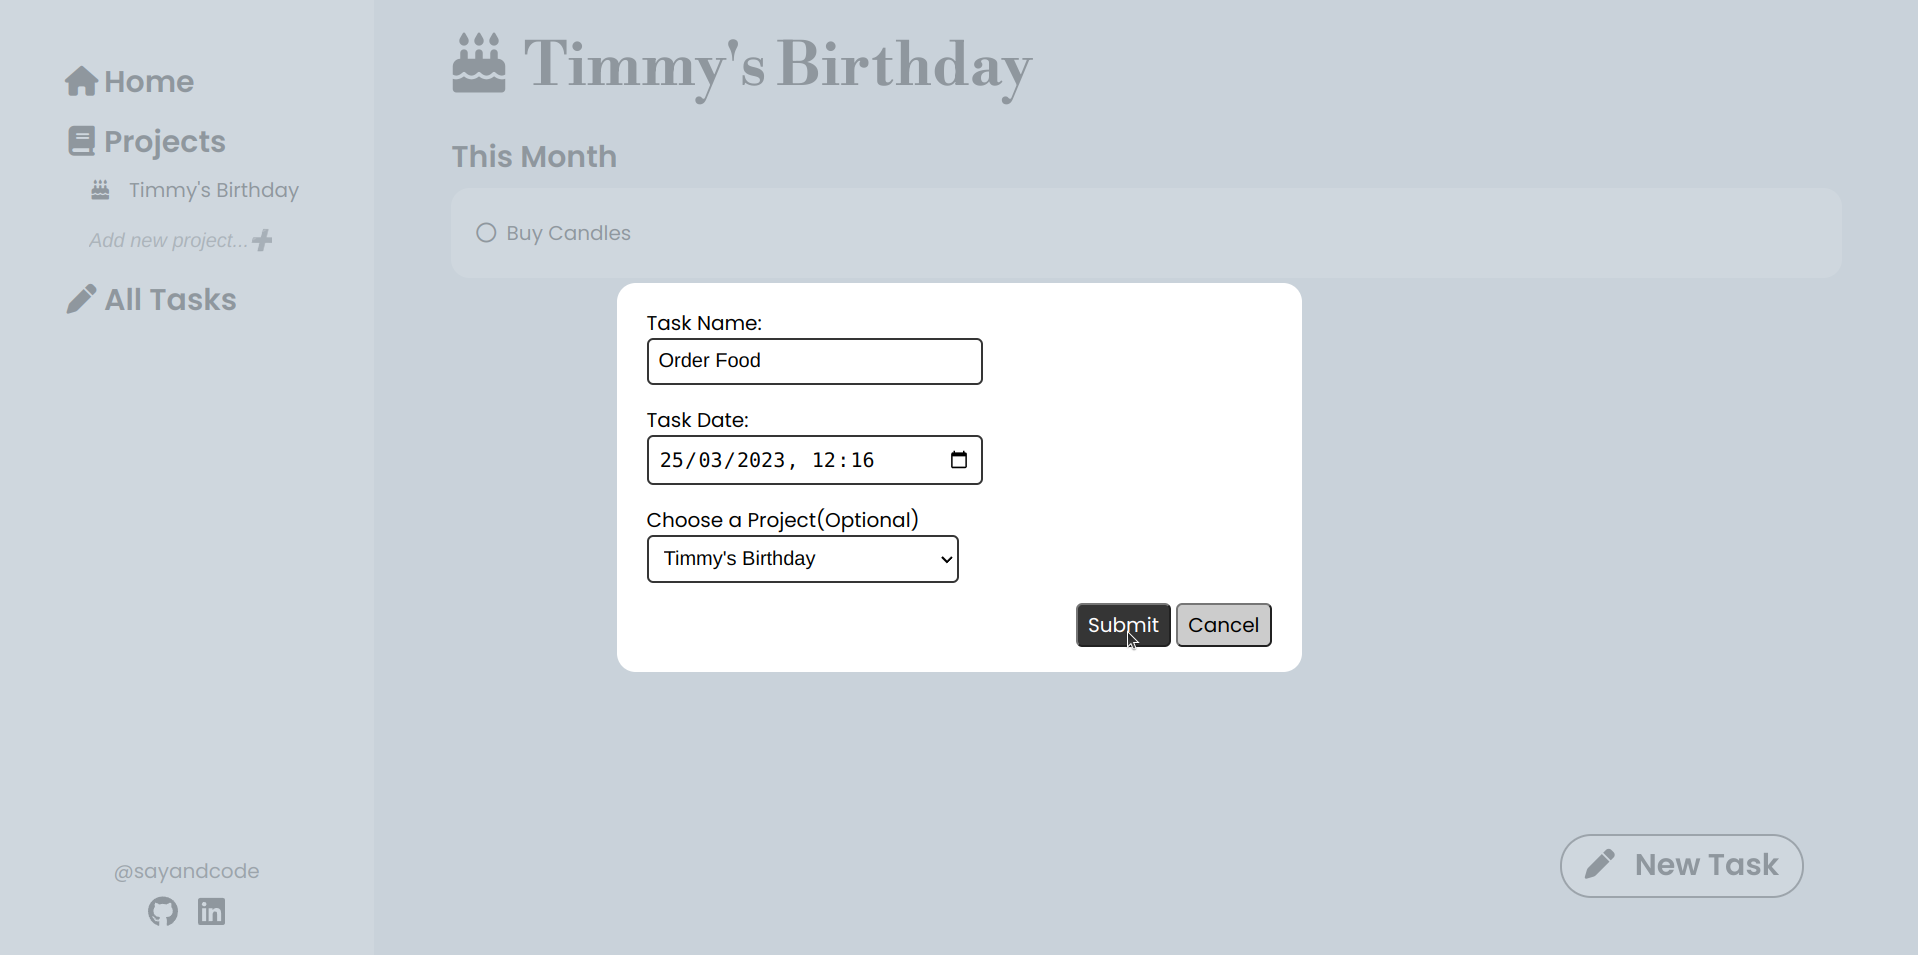 Home
Projects
Timmy's Birthday
Add new project...
All Tasks
@sayandcode
Timmy's Birthday
This Month
Buy Candles
Task Name:
Order Food
Task Date:
25/03/2023, 12:16
Choose a Project(Optional)
Timmy's Birthday
Submit
Cancel
New Task